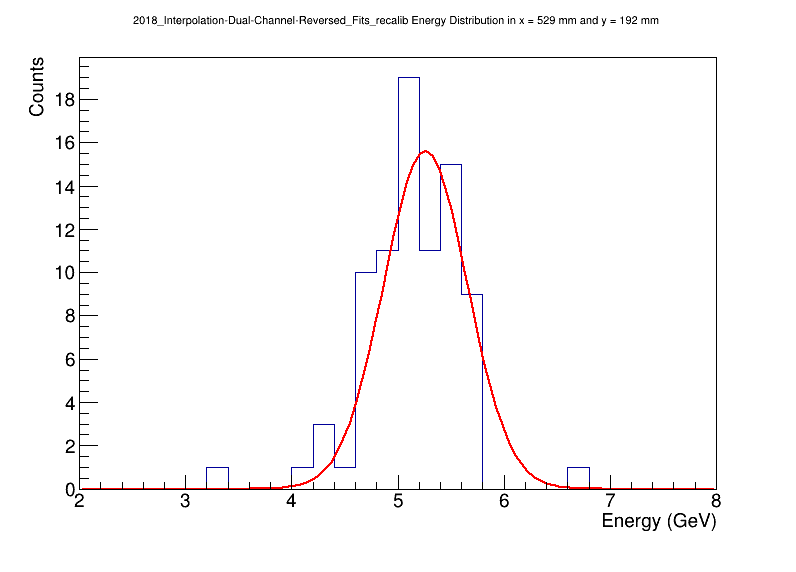 2018_Interpolation-Dual-Channel-Reversed_Fits_recalib Energy Distribution in x = 529 mm and y = 192 mm
Counts
18
16
14
12
10
8
6
4
2
0
2 3 4 5 6 7 8
Energy (GeV)